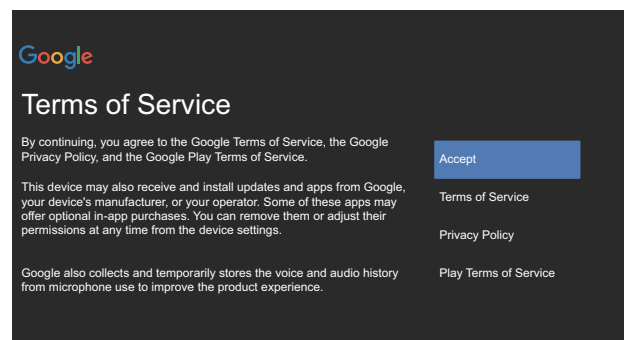 Google
Terms of Service
By continuing, you agree to the Google Terms of Service, the Google
Privacy Policy, and the Google Play Terms of Service.
This device may also receive and install updates and apps from Google,
your device's manufacturer, or your operator. Some of these apps may
offer optional in-app purchases. You can remove them or adjust their
permissions at any time from the device settings.
Google also collects and temporarily stores the voice and audio history
from microphone use to improve the product experience.
Accept
Terms of Service
Privacy Policy
Play Terms of Service